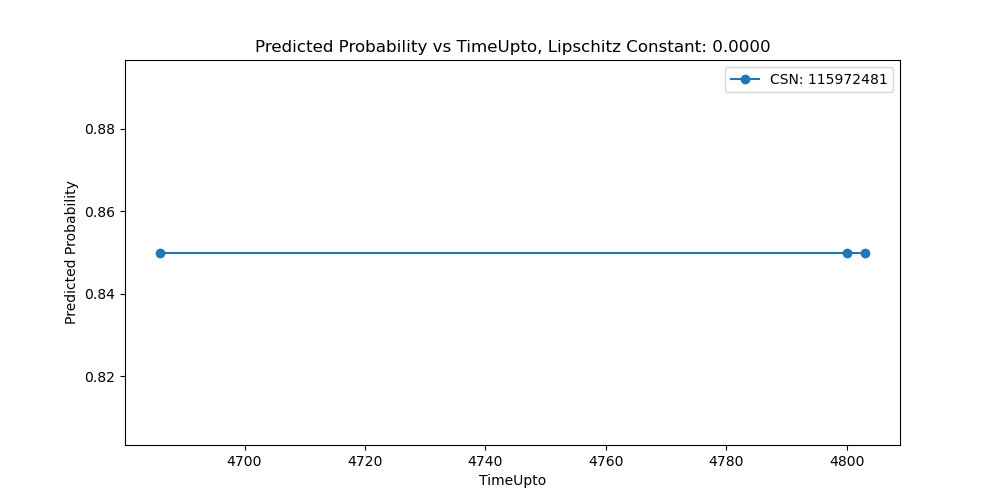 Predicted Probability vs TimeUpto, Lipschitz Constant: 0.0000
CSN: 115972481
0.88
0.86
0.84
0.82
Predicted Probability
4700 4720 4740 4760 4780 4800
TimeUpto